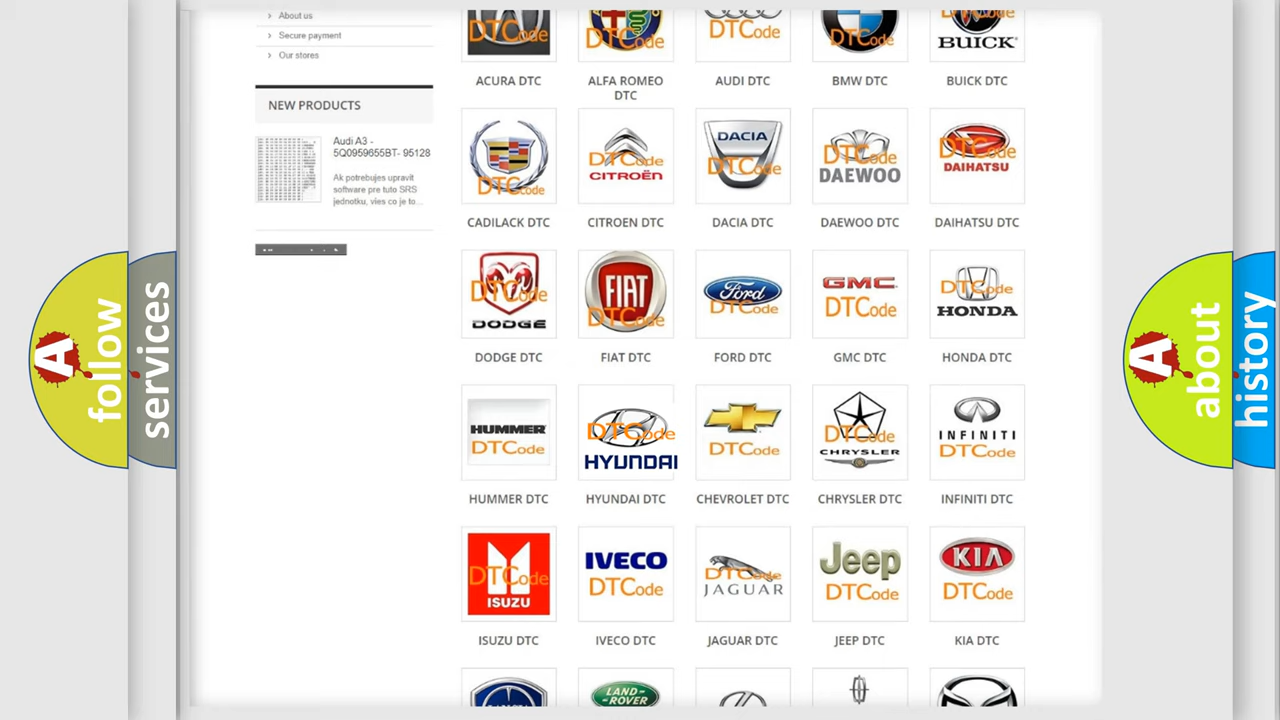 About us
Secure payment
Our stores
NEW PRODUCTS
Audi A3 -
5Q0959655BT- 95128
Ak potrebujes upravit
software pre tuto SRS
jednotku, vies co je to...
A follow
services
DTCode
DTCode
DTCode
DTCode
BUICK
ACURA DTC
ALFA ROMEO
DTC
AUDI DTC
BMW DTC
BUICK DTC
DTCode
DTCode
CITROËN
DACIA
DTCode
DTCode
DAEWOO
DTCode
DAIHATSU
CADILACK DTC
CITROEN DTC
DACIA DTC
DAEWOO DTC
DAIHATSU DTC
DTCode
DODGE
FIAT
DTCode
Ford
DTCode
GMC
DTCode
DTCode
HONDA
DODGE DTC
FIAT DTC
FORD DTC
GMC DTC
HONDA DTC
HUMMER
DTCode
DTCode
HYUNDAI
DTCode
DTCode
CHRYSLER
INFINITI
DTCode
HUMMER DTC
HYUNDAI DTC
CHEVROLET DTC
CHRYSLER DTC
INFINITI DTC
DTCode
ISUZU
IVECO
DTCode
DTCode
JAGUAR
Jeep
DTCode
KIA
DTCode
ISUZU DTC
IVECO DTC
JAGUAR DTC
JEEP DTC
KIA DTC
LAND-
ROVER
A about
history